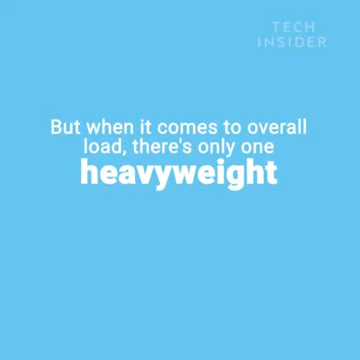 TECH
INSIDER
But when it comes to overall
load, there's only one
heavyweight